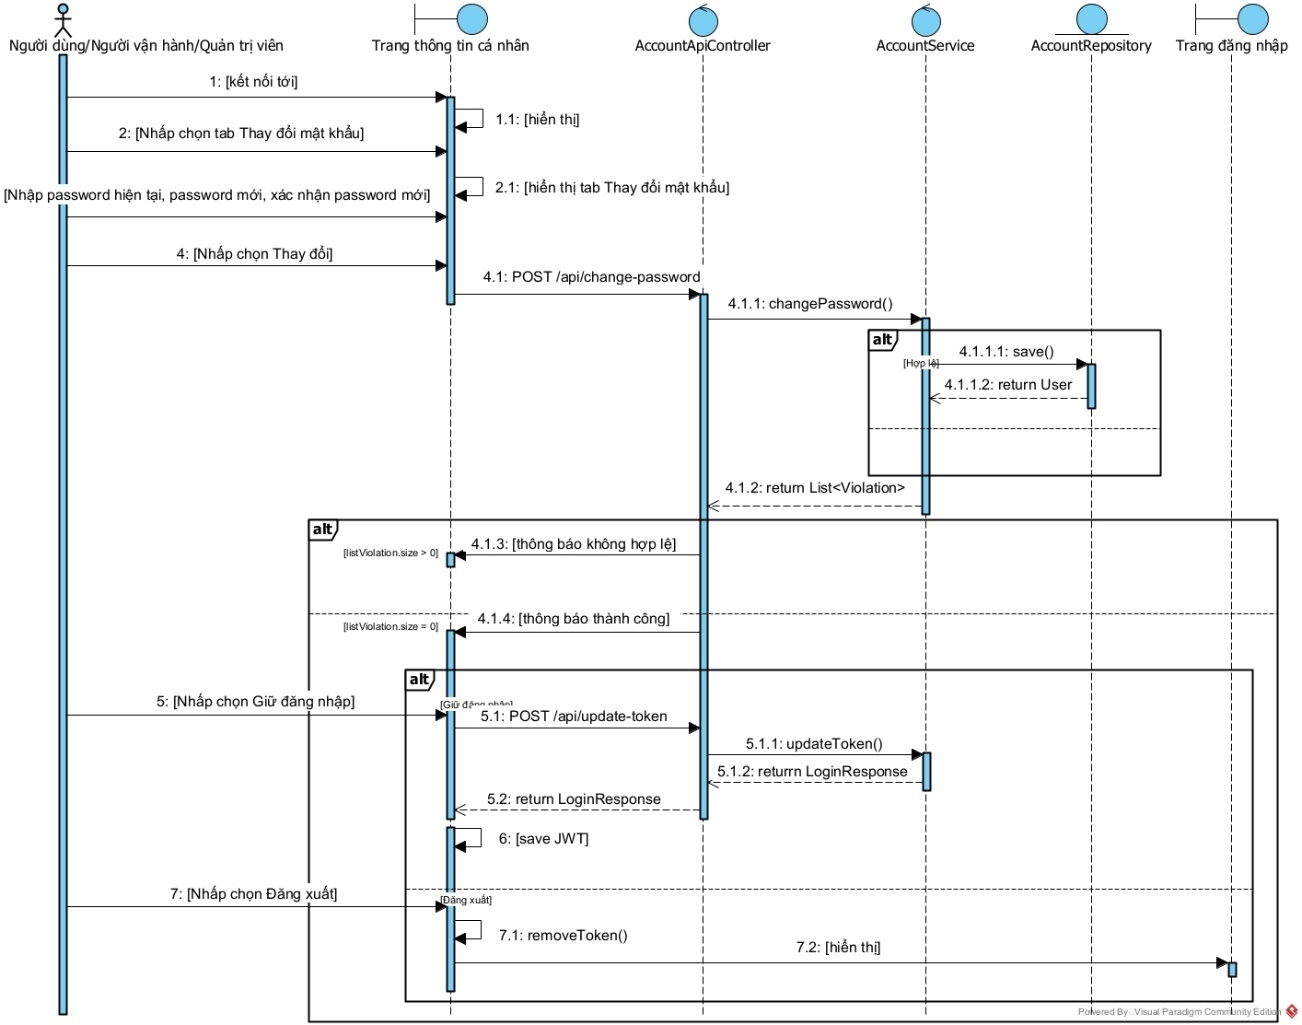 Người dùng/Người vận hành/Quản trị viên
Trang thông tin cá nhân
AccountApiController
AccountService
AccountRepository
Trang đăng nhập
1: [kết nối tới]
1.1: [hiển thị]
2: [Nhấp chọn tab Thay đổi mật khẩu]
2.1: [hiển thị tab Thay đổi mật khẩu]
[Nhập password hiện tại, password mới, xác nhận password mới]
4: [Nhấp chọn Thay đổi]
4.1: POST /api/change-password
4.1.1: changePassword()
alt
4.1.1.1: save()
[Hợp lệ]
4.1.1.2: return User
4.1.2: return List<Violation>
alt
4.1.3: [thông báo không hợp lệ]
[listViolation.size > 0]
4.1.4: [thông báo thành công]
[listViolation.size = 0]
alt
5: [Nhấp chọn Giữ đăng nhập]
[Giữ đăng nhập]
5.1: POST /api/update-token
5.1.1: updateToken()
5.1.2: returrn LoginResponse
5.2: return LoginResponse
6: [save JWT]
7: [Nhấp chọn Đăng xuất]
[Đăng xuất]
7.1: removeToken()
7.2: [hiển thị]
Powered By Visual Paradigm Community Edition